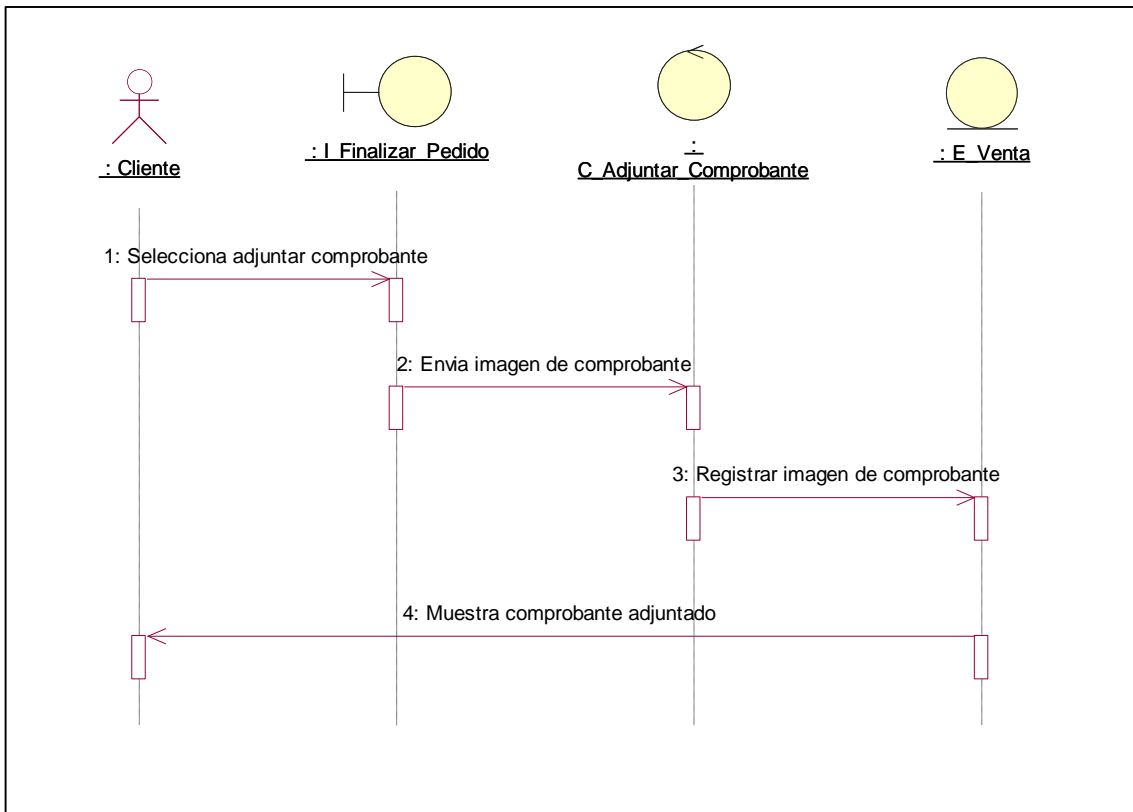 : Cliente
: I_Finalizar_Pedido
:
C_Adjuntar_Comprobante
: E_Venta
1: Selecciona adjuntar comprobante
2: Envia imagen de comprobante
3: Registrar imagen de comprobante
4: Muestra comprobante adjuntado